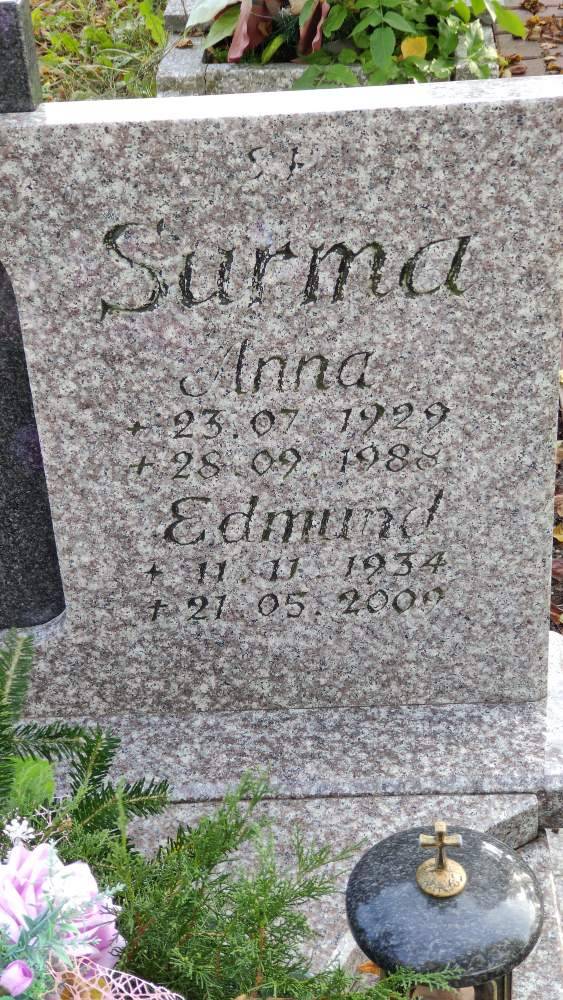 Ś P
Surma
Anna
* 23.07.1929
+ 28.09.1988
Edmund
* 11.11.1934
+ 21.05.2009